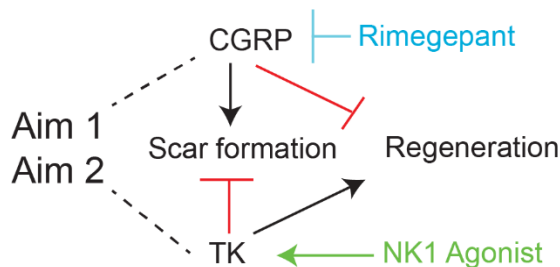 CGRP
Rimegepant
Aim 1
Aim 2
Scar formation
Regeneration
TK
NK1 Agonist